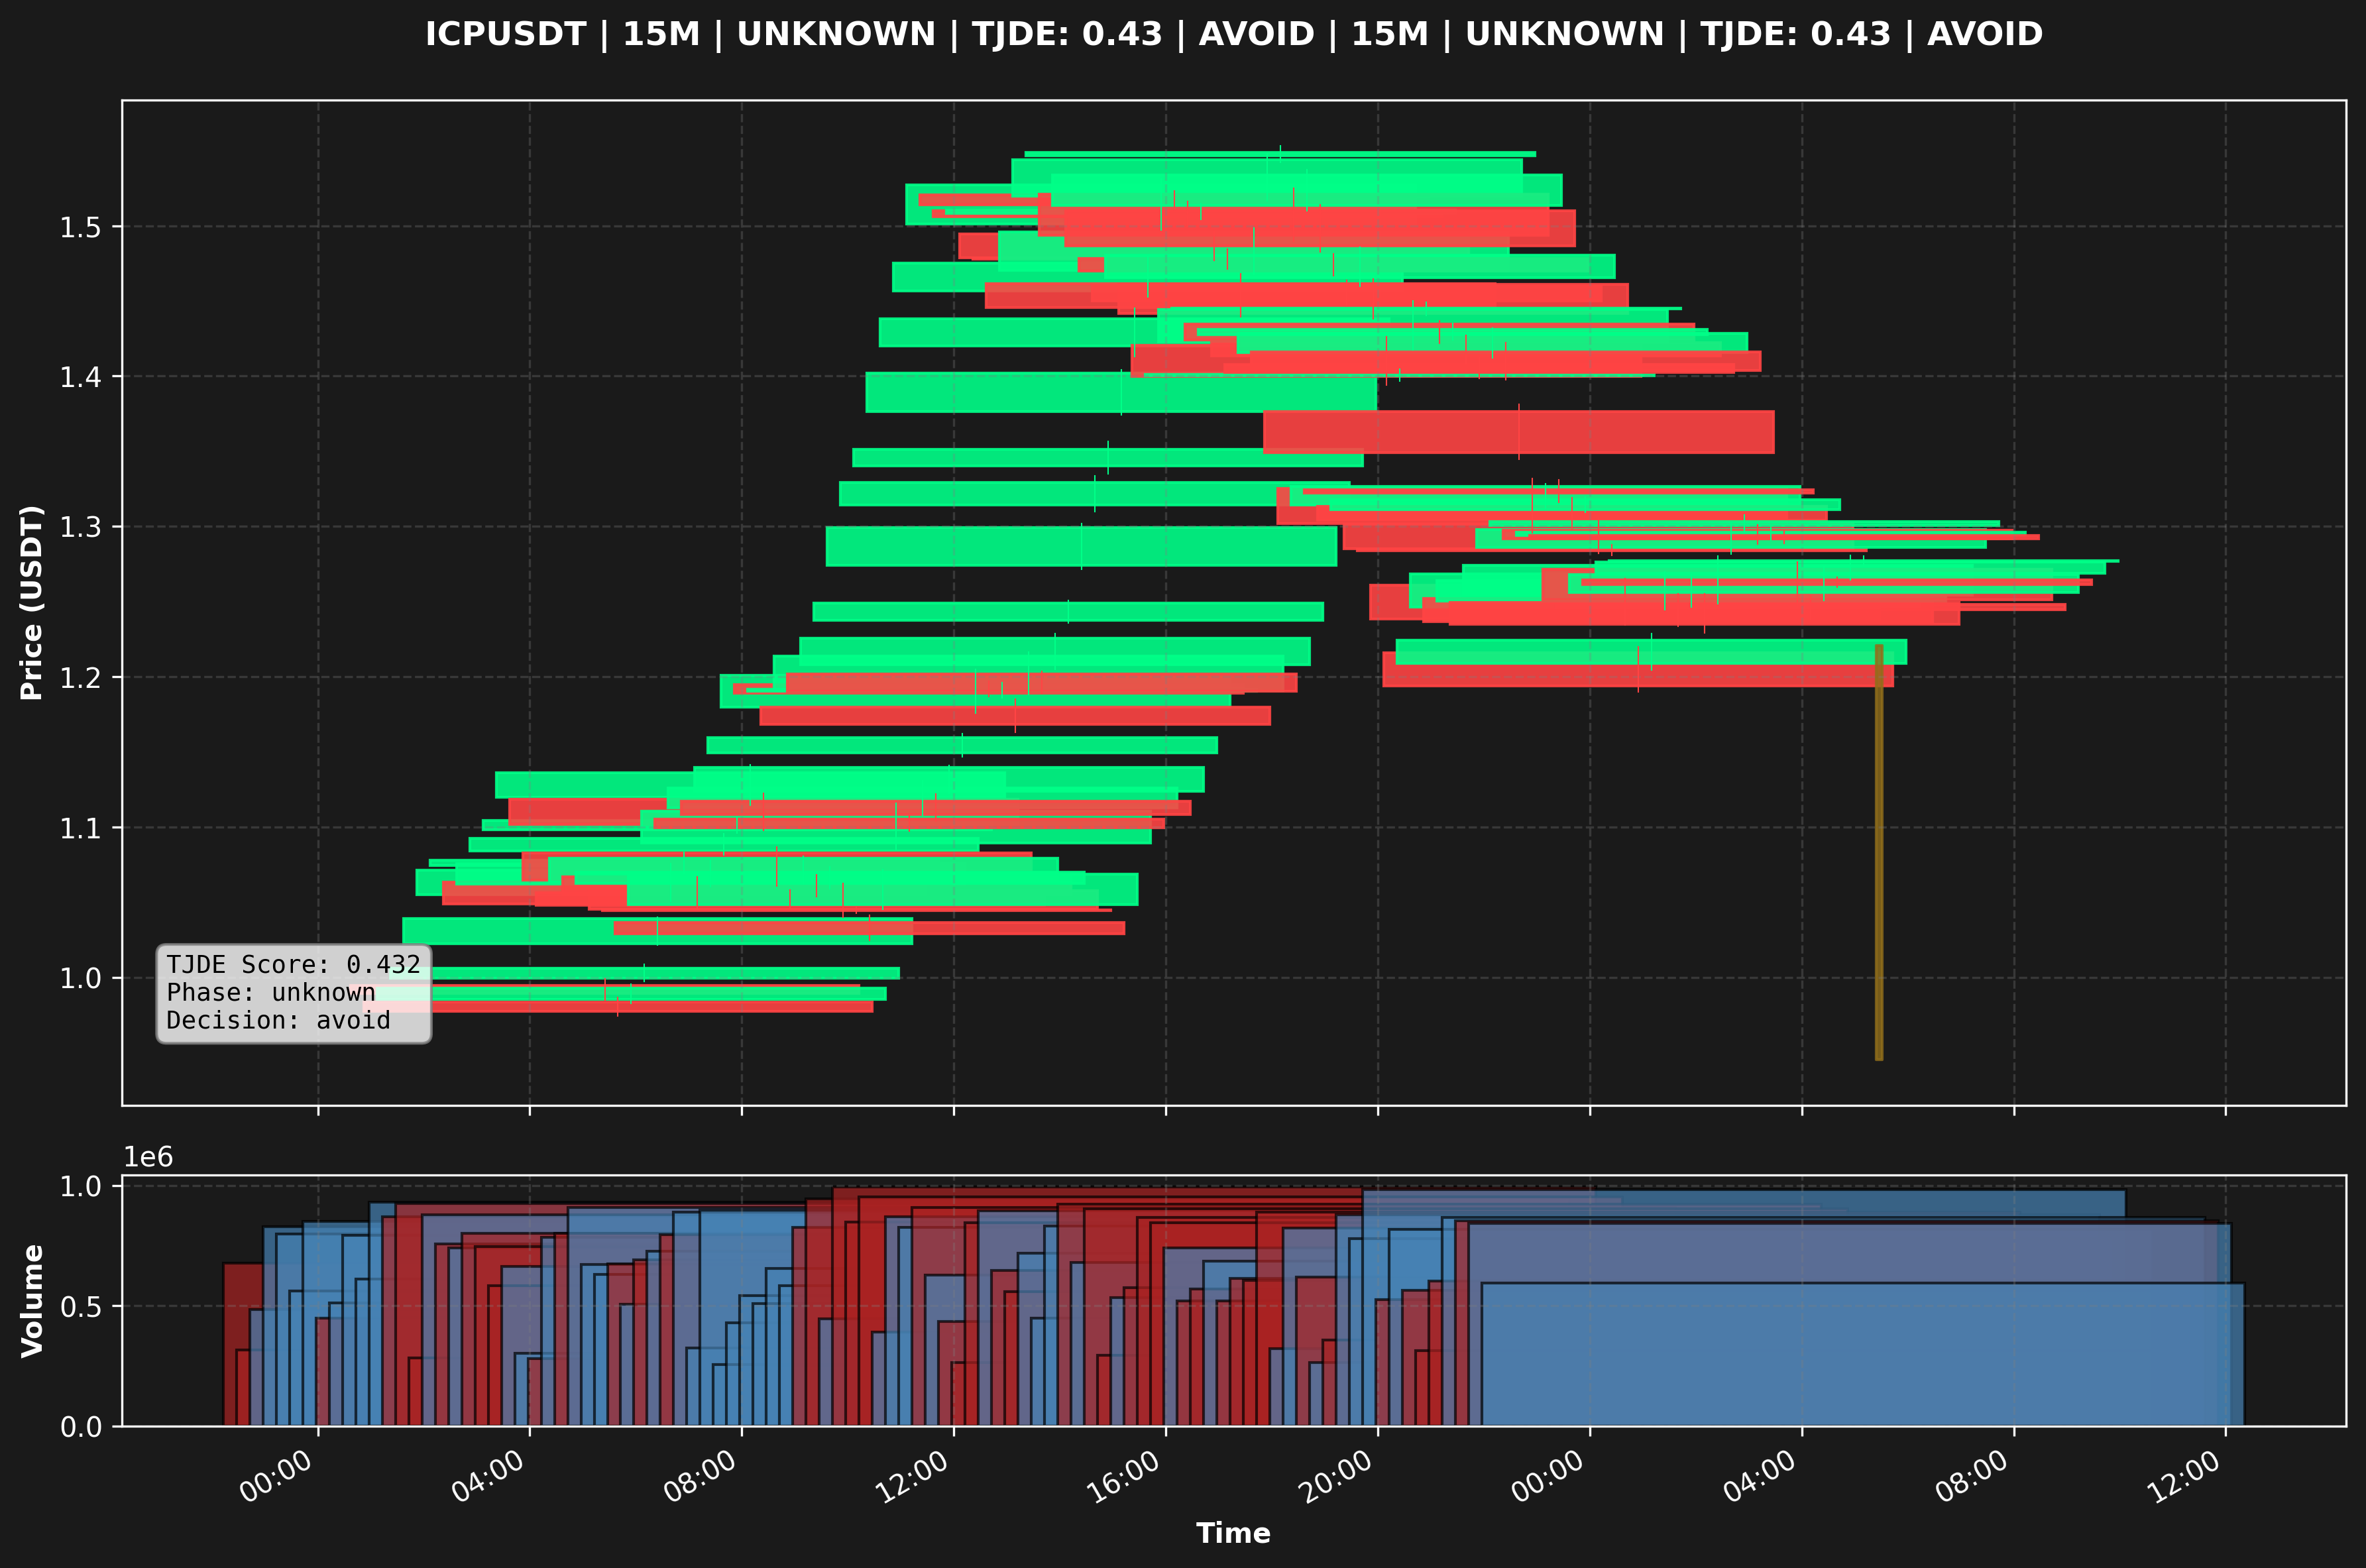 ICPUSDT | 15M | UNKNOWN | TJDE: 0.43 | AVOID | 15M | UNKNOWN | TJDE: 0.43 | AVOID
Price (USDT)
1.5
1.4
1.3
1.2
1.1
1.0
TJDE Score: 0.432
Phase: unknown
Decision: avoid
1e6
Volume
1.0
0.5
0.0
00:00 04:00 08:00 12:00 16:00 20:00 00:00 04:00 08:00 12:00
Time